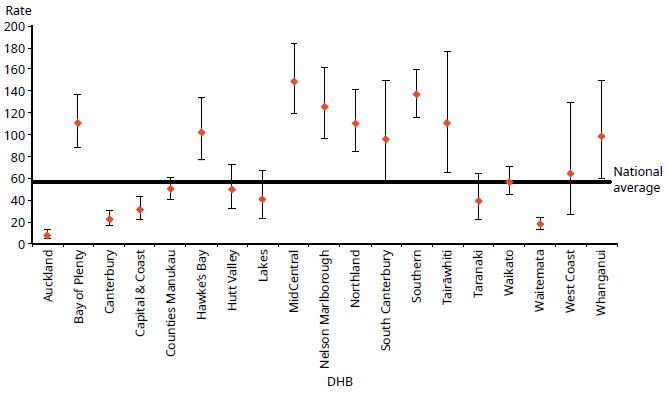 Rate
200
180
160
140
120
100
80
60
40
20
0
National
average
Auckland
Bay of Plenty
Canterbury
Capital & Coast
Counties Manukau
Hawke's Bay
Hutt Valley
Lakes
MidCentral
Nelson Marlborough
Northland
South Canterbury
Southern
Tairāwhiti
Taranaki
Waikato
Waitemata
West Coast
Whanganui
DHB